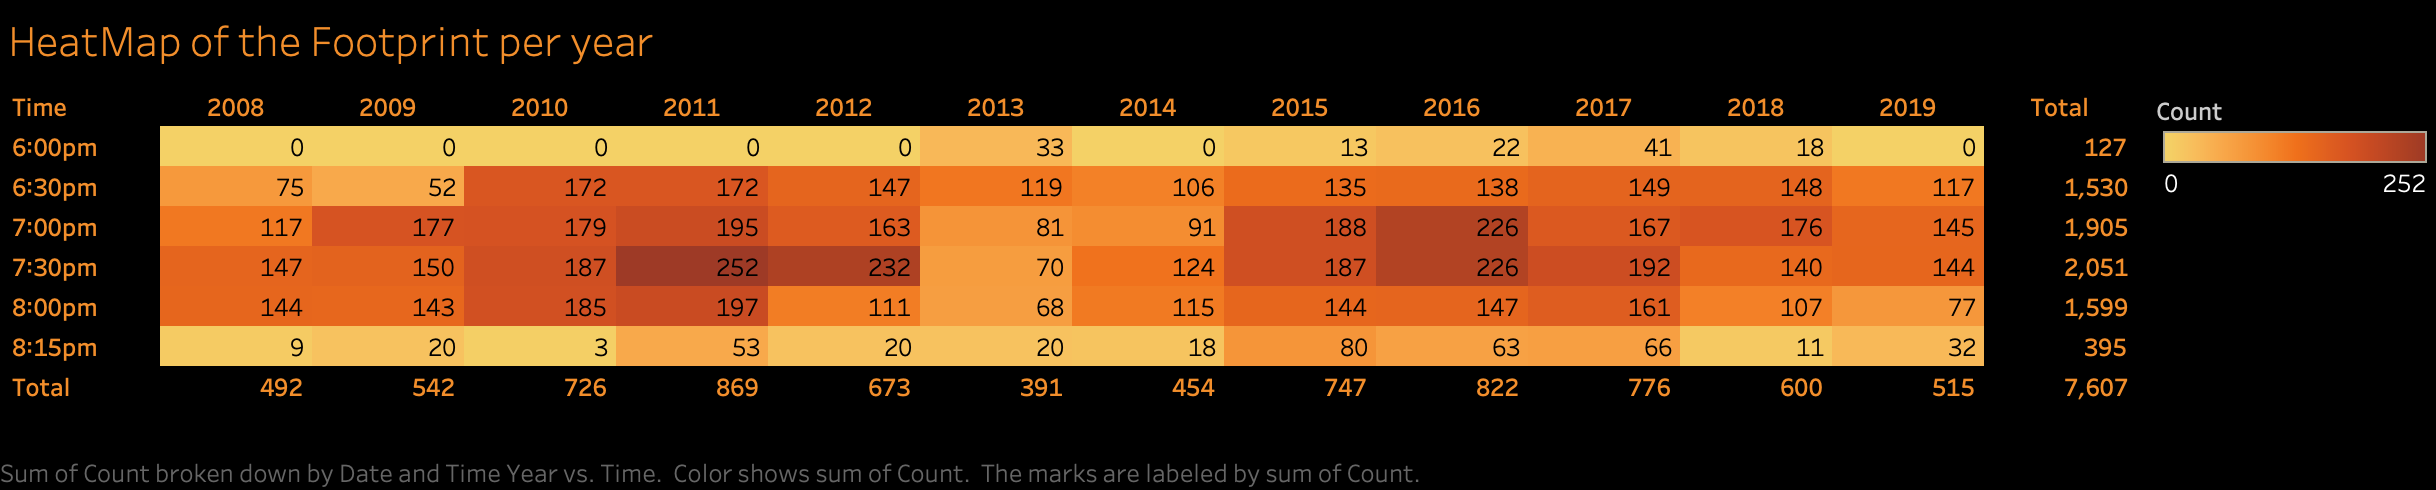 HeatMap of the Footprint per year
Time 2008 2009 2010 2011 2012 2013 2014 2015 2016 2017 2018 2019 Total Count
6:00pm 0 0 0 0 0 33 0 13 22 41 18 0 127
6:30pm 75 52 172 172 147 119 106 135 138 149 148 117 1,530 0 252
7:00pm 117 177 179 195 163 81 91 188 226 167 176 145 1,905
7:30pm 147 150 187 252 232 70 124 187 226 192 140 144 2,051
8:00pm 144 143 185 197 111 68 115 144 147 161 107 77 1,599
8:15pm 9 20 3 53 20 20 18 80 63 66 11 32 395
Total 492 542 726 869 673 391 454 747 822 776 600 515 7,607
Sum of Count broken down by Date and Time Year vs. Time. Color shows sum of Count. The marks are labeled by sum of Count.